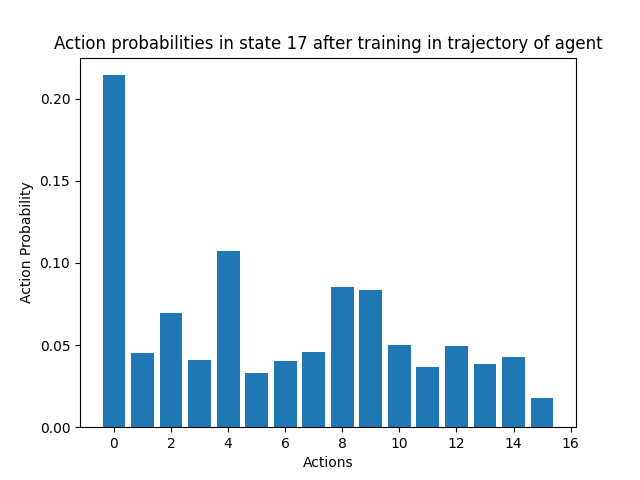 Action probabilities in state 17 after training in trajectory of agent
0.20
0.15
0.10
0.05
0.00
Action Probability
0 2 4 6 8 10 12 14 16
Actions